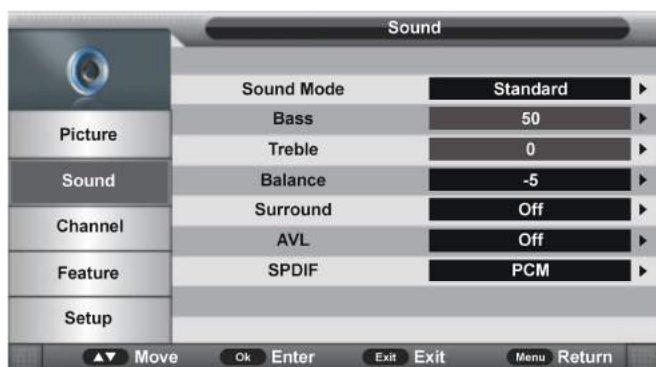 Sound
Picture
Sound
Channel
Feature
Setup
Sound Mode Standard
Bass 50
Treble 0
Balance -5
Surround Off
AVL Off
SPDIF PCM
▲▼ Move Ok Enter Exit Exit Menu Return